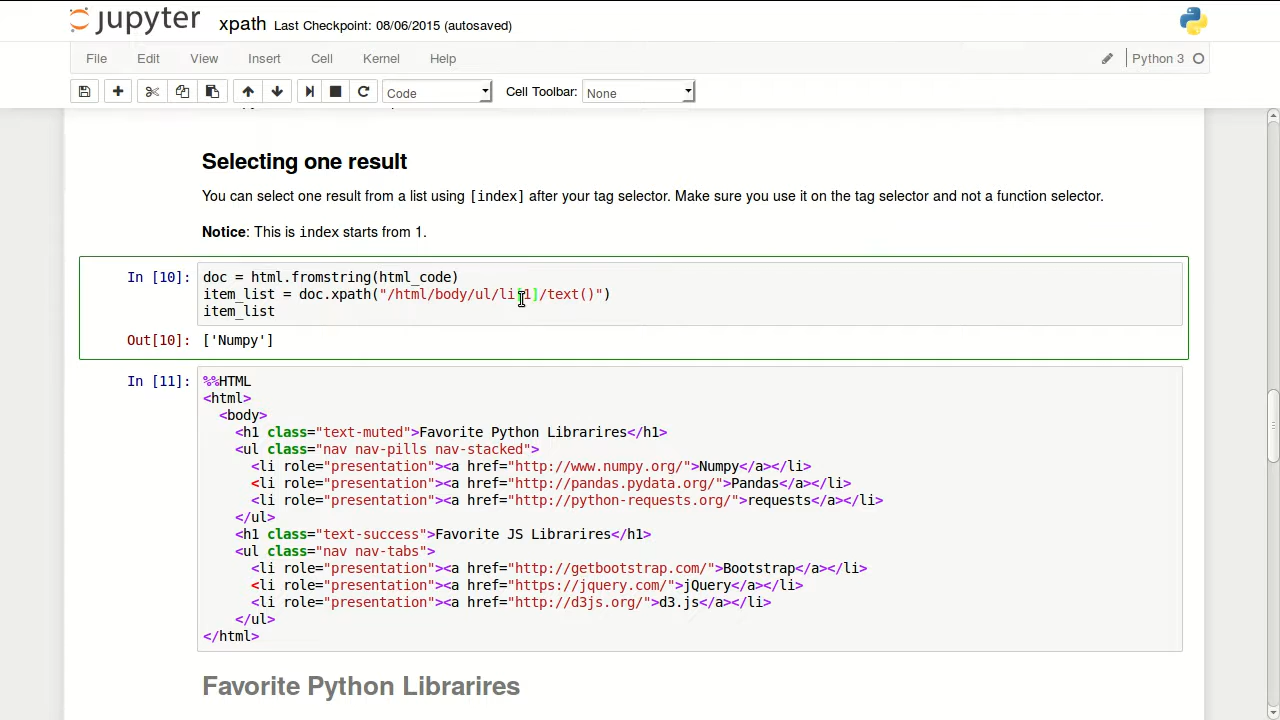 jupyter xpath Last Checkpoint: 08/06/2015 (autosaved)
File Edit View Insert Cell Kernel Help Python 3
Code Cell Toolbar: None
Selecting one result
You can select one result from a list using [index] after your tag selector. Make sure you use it on the tag selector and not a function selector.
Notice: This is index starts from 1.
In [10]: doc = html.fromstring(html_code)
item_list = doc.xpath("/html/body/ul/li[1]/text()")
item_list
Out[10]: ['Numpy']
In [11]: %%HTML
<html>
<body>
<h1 class="text-muted">Favorite Python Librarires</h1>
<ul class="nav nav-pills nav-stacked">
<li role="presentation"><a href="http://www.numpy.org/">Numpy</a></li>
<li role="presentation"><a href="http://pandas.pydata.org/">Pandas</a></li>
<li role="presentation"><a href="http://python-requests.org/">requests</a></li>
</ul>
<h1 class="text-success">Favorite JS Librarires</h1>
<ul class="nav nav-tabs">
<li role="presentation"><a href="http://getbootstrap.com/">Bootstrap</a></li>
<li role="presentation"><a href="https://jquery.com/">jQuery</a></li>
<li role="presentation"><a href="http://d3js.org/">d3.js</a></li>
</ul>
</html>
Favorite Python Librarires